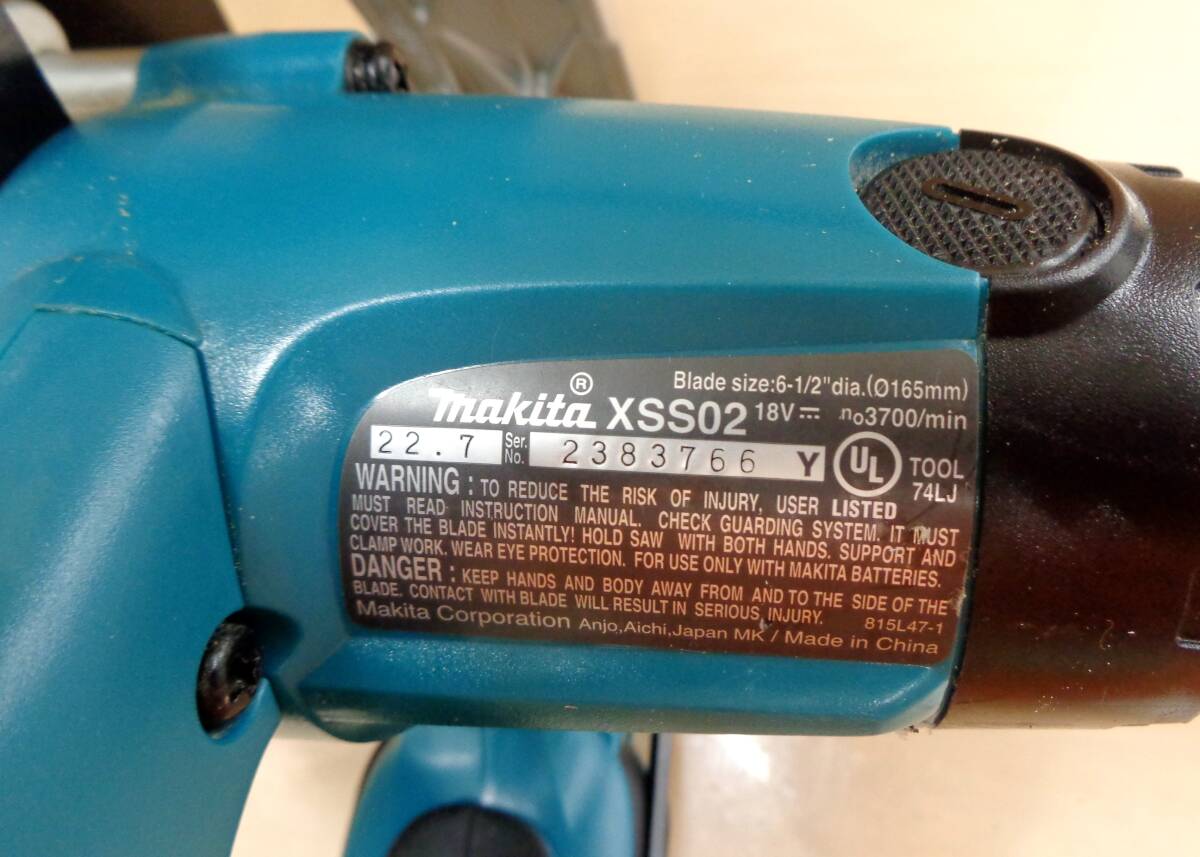 Blade size:6-1/2"dia.(Ø165mm)
makita® XSS02 18V⎓ n₀3700/min
22.7 Ser. No. 2383766 Y UL TOOL 74LJ
LISTED
WARNING : TO REDUCE THE RISK OF INJURY, USER
MUST READ INSTRUCTION MANUAL. CHECK GUARDING SYSTEM. IT MUST
COVER THE BLADE INSTANTLY! HOLD SAW WITH BOTH HANDS. SUPPORT AND
CLAMP WORK. WEAR EYE PROTECTION. FOR USE ONLY WITH MAKITA BATTERIES.
DANGER : KEEP HANDS AND BODY AWAY FROM AND TO THE SIDE OF THE
BLADE. CONTACT WITH BLADE WILL RESULT IN SERIOUS INJURY. 815L47-1
Makita Corporation Anjo,Aichi,Japan MK / Made in China